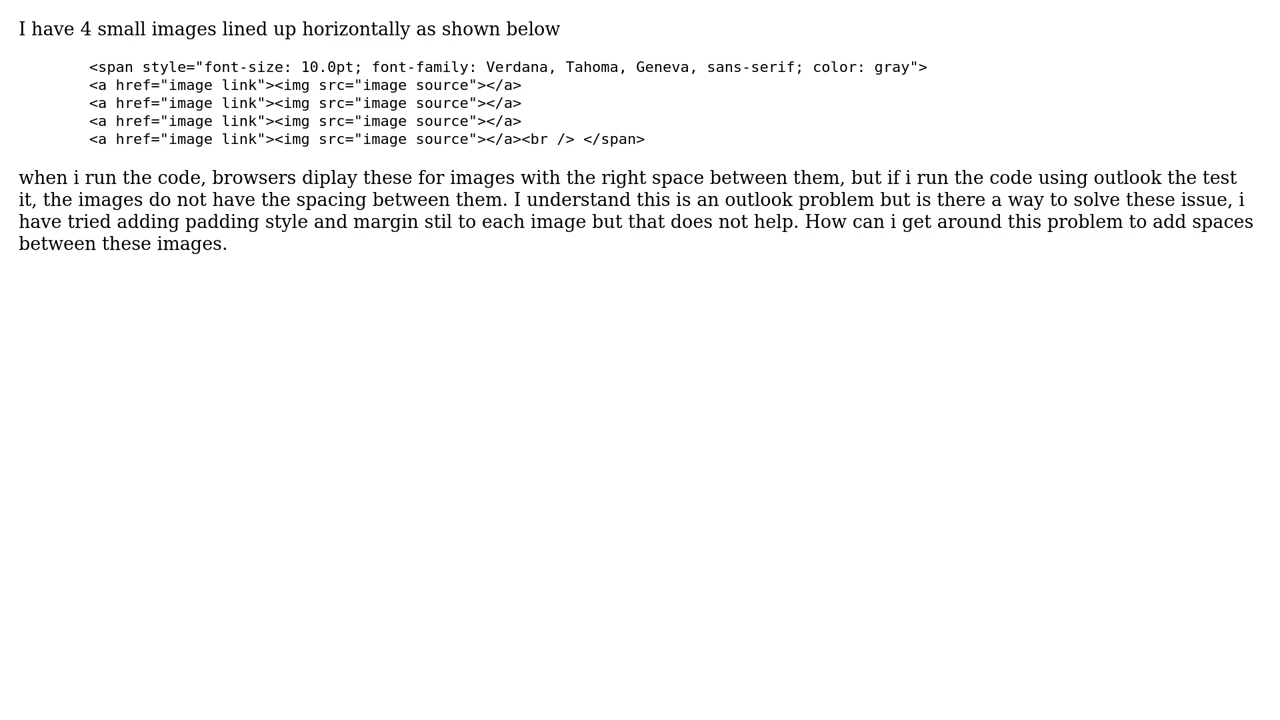 I have 4 small images lined up horizontally as shown below
<span style="font-size: 10.0pt; font-family: Verdana, Tahoma, Geneva, sans-serif; color: gray">
<a href="image link"><img src="image source"></a>
<a href="image link"><img src="image source"></a>
<a href="image link"><img src="image source"></a>
<a href="image link"><img src="image source"></a><br /> </span>
when i run the code, browsers diplay these for images with the right space between them, but if i run the code using outlook the test
it, the images do not have the spacing between them. I understand this is an outlook problem but is there a way to solve these issue, i
have tried adding padding style and margin stil to each image but that does not help. How can i get around this problem to add spaces
between these images.